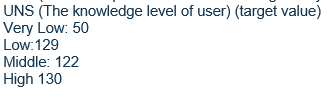 UNS (The knowledge level of user) (target value)
Very Low: 50
Low:129
Middle: 122
High 130